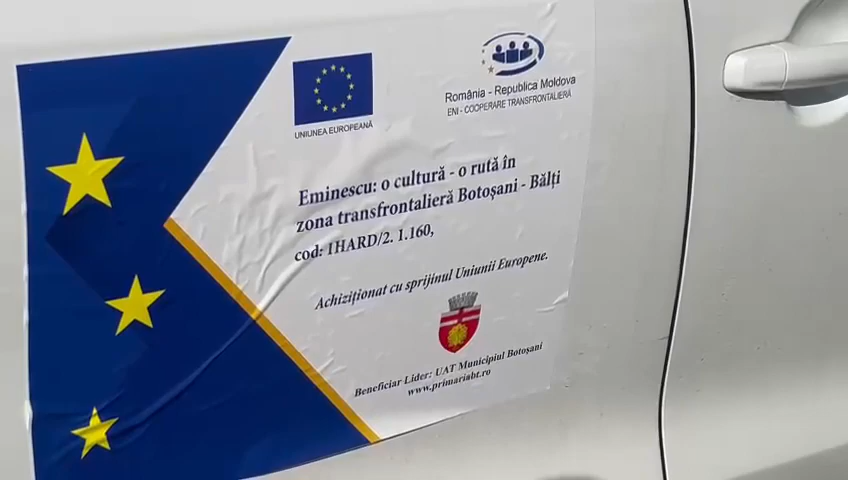 UNIUNEA EUROPEANĂ
România - Republica Moldova
ENI - COOPERARE TRANSFRONTALIERĂ
Eminescu: o cultură - o rută în
zona transfrontalieră Botoșani - Bălți
cod: 1HARD/2. 1.160,
Achiziționat cu sprijinul Uniunii Europene.
Beneficiar Lider: UAT Municipiul Botoșani
www.primariabt.ro